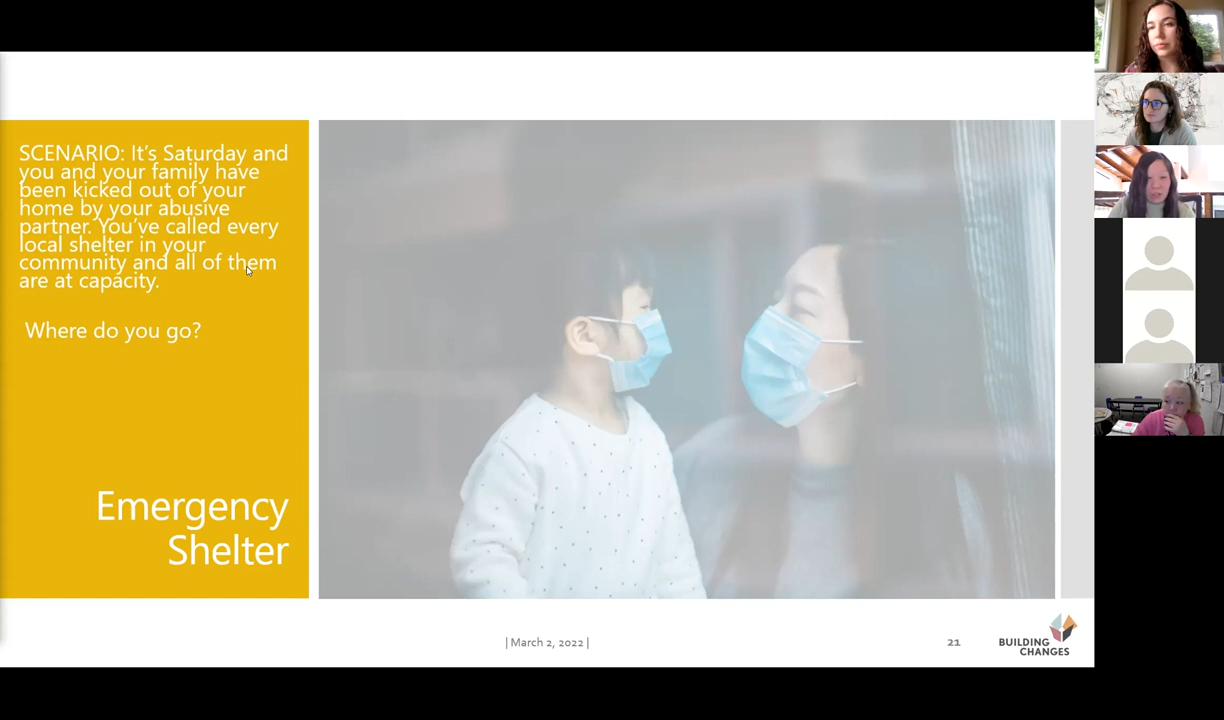 SCENARIO: It's Saturday and
you and your family have
been kicked out of your
home by your abusive
partner. You've called every
local shelter in your
community and all of them
are at capacity.
Where do you go?
Emergency
Shelter
| March 2, 2022 |
21
BUILDING
CHANGES